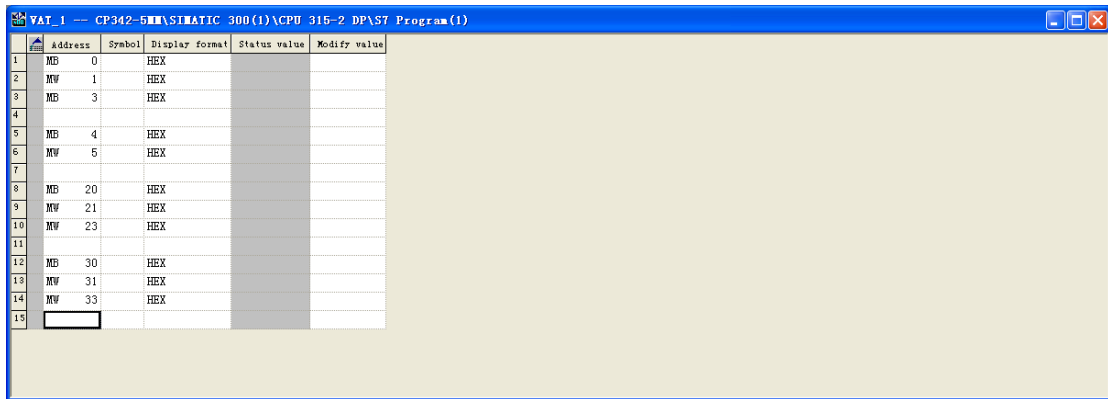 VAT_1 -- CP342-5MM\SIMATIC 300(1)\CPU 315-2 DP\S7 Program(1)
Address Symbol Display format Status value Modify value
1 MB 0 HEX
2 MW 1 HEX
3 MB 3 HEX
4
5 MB 4 HEX
6 MW 5 HEX
7
8 MB 20 HEX
9 MW 21 HEX
10 MW 23 HEX
11
12 MB 30 HEX
13 MW 31 HEX
14 MW 33 HEX
15